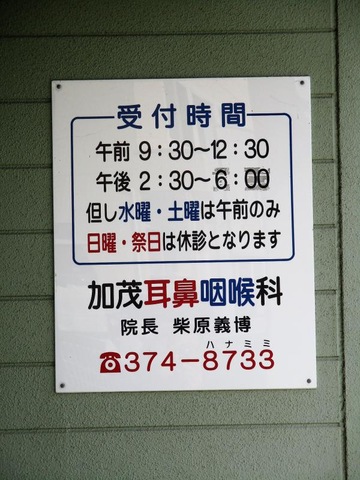 受付時間
午前 9：30～12：30
午後 2：30～6：00
但し水曜・土曜は午前のみ
日曜・祭日は休診となります
加茂耳鼻咽喉科
院長 柴原義博
ハナミミ
☎374-8733